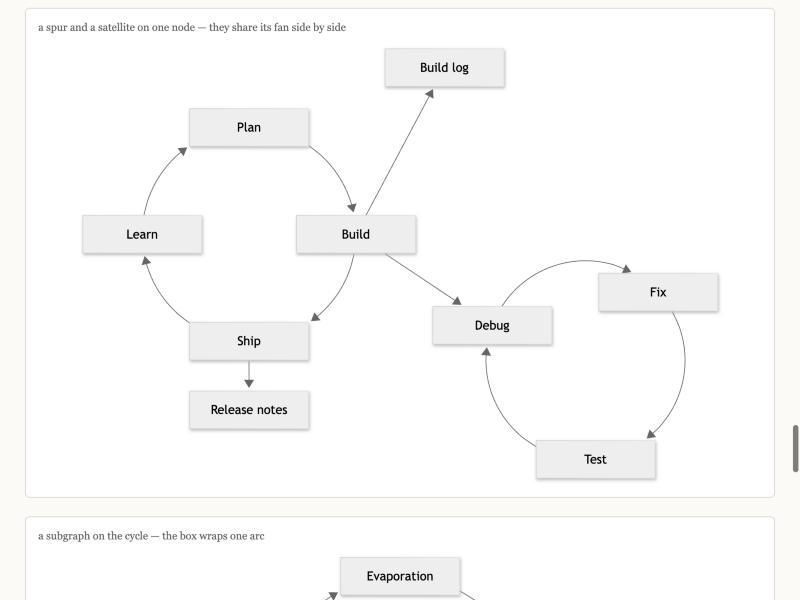 a spur and a satellite on one node — they share its fan side by side
Build log
Plan
Learn
Build
Fix
Debug
Ship
Release notes
Test
a subgraph on the cycle — the box wraps one arc
Evaporation